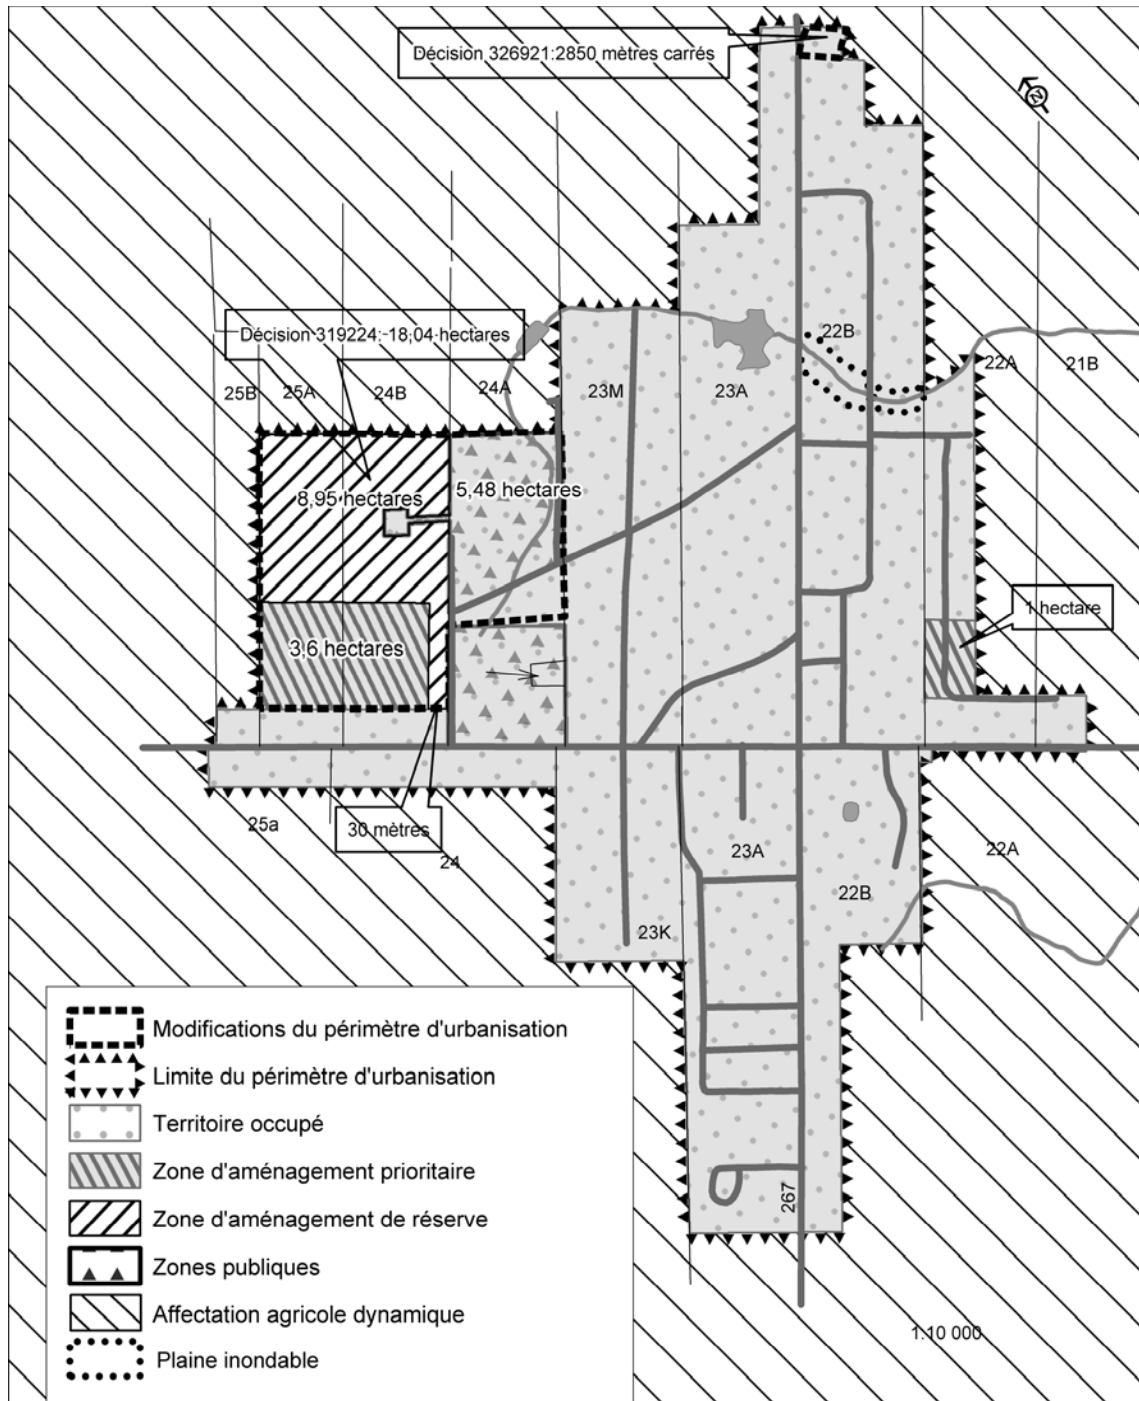 Décision 326921:2850 mètres carrés
N
Décision 319224: 18,04 hectares
22B
22A
21B
25B
25A
24B
24A
23M
23A
8,95 hectares
5,48 hectares
1 hectare
3,6 hectares
30 mètres
25a
24
23A
22A
22B
23K
267
Modifications du périmètre d'urbanisation
Limite du périmètre d'urbanisation
Territoire occupé
Zone d'aménagement prioritaire
Zone d'aménagement de réserve
Zones publiques
Affectation agricole dynamique
Plaine inondable
1:10 000